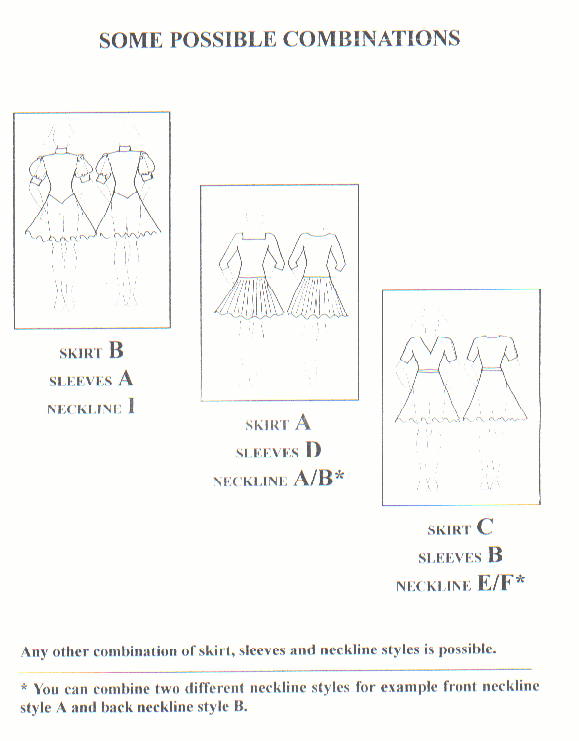 SOME POSSIBLE COMBINATIONS
SKIRT B
SLEEVES A
NECKLINE I
SKIRT A
SLEEVES D
NECKLINE A/B*
SKIRT C
SLEEVES B
NECKLINE E/F*
Any other combination of skirt, sleeves and neckline styles is possible.
* You can combine two different neckline styles for example front neckline
style A and back neckline style B.